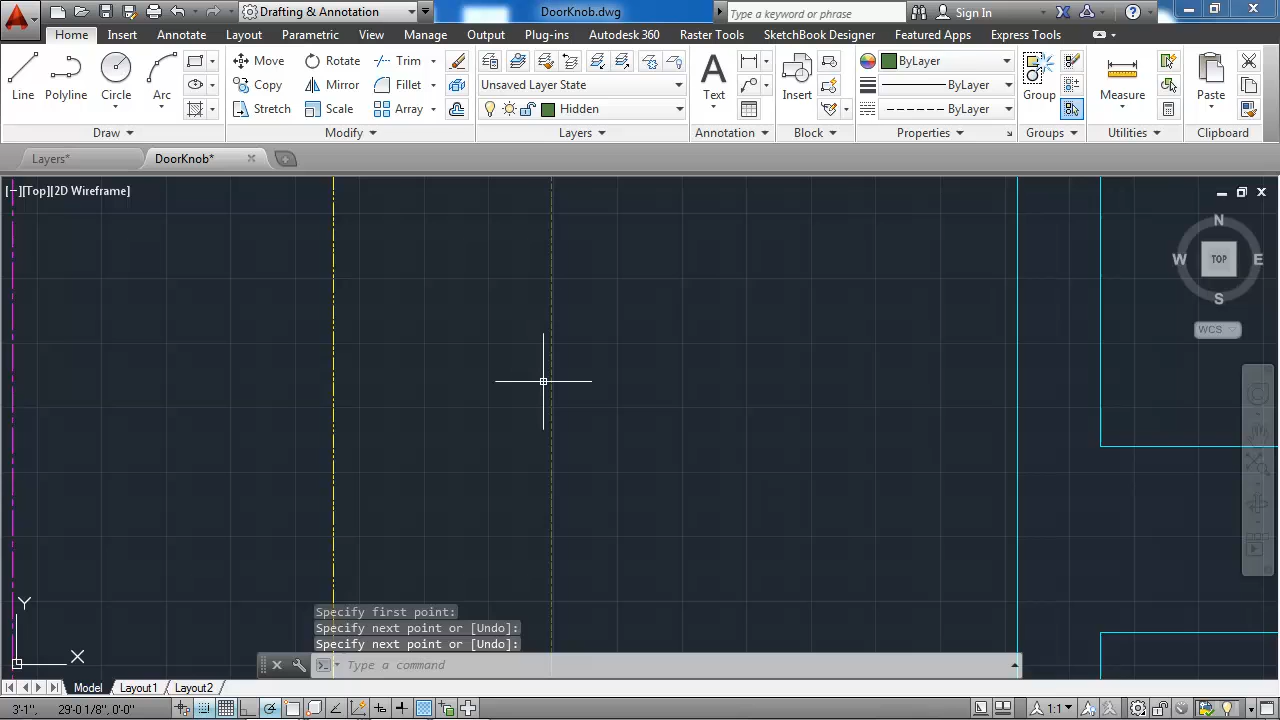 Drafting & Annotation
DoorKnob.dwg
Type a keyword or phrase
Sign In
Home Insert Annotate Layout Parametric View Manage Output Plug-ins Autodesk 360 Raster Tools SketchBook Designer Featured Apps Express Tools
Move Rotate Trim
Unsaved Layer State
ByLayer
Line Polyline Circle Arc
Copy Mirror Fillet
Text
Insert
ByLayer
Group
Measure
Paste
Stretch Scale Array
Hidden
ByLayer
Draw Modify Layers Annotation Block Properties Groups Utilities Clipboard
Layers* DoorKnob*
[−][Top][2D Wireframe]
N
W TOP E
S
WCS
Y
X
Specify first point:
Specify next point or [Undo]:
Specify next point or [Undo]:
Type a command
Model Layout1 Layout2
3'-1", 29'-0 1/8", 0'-0" 1:1